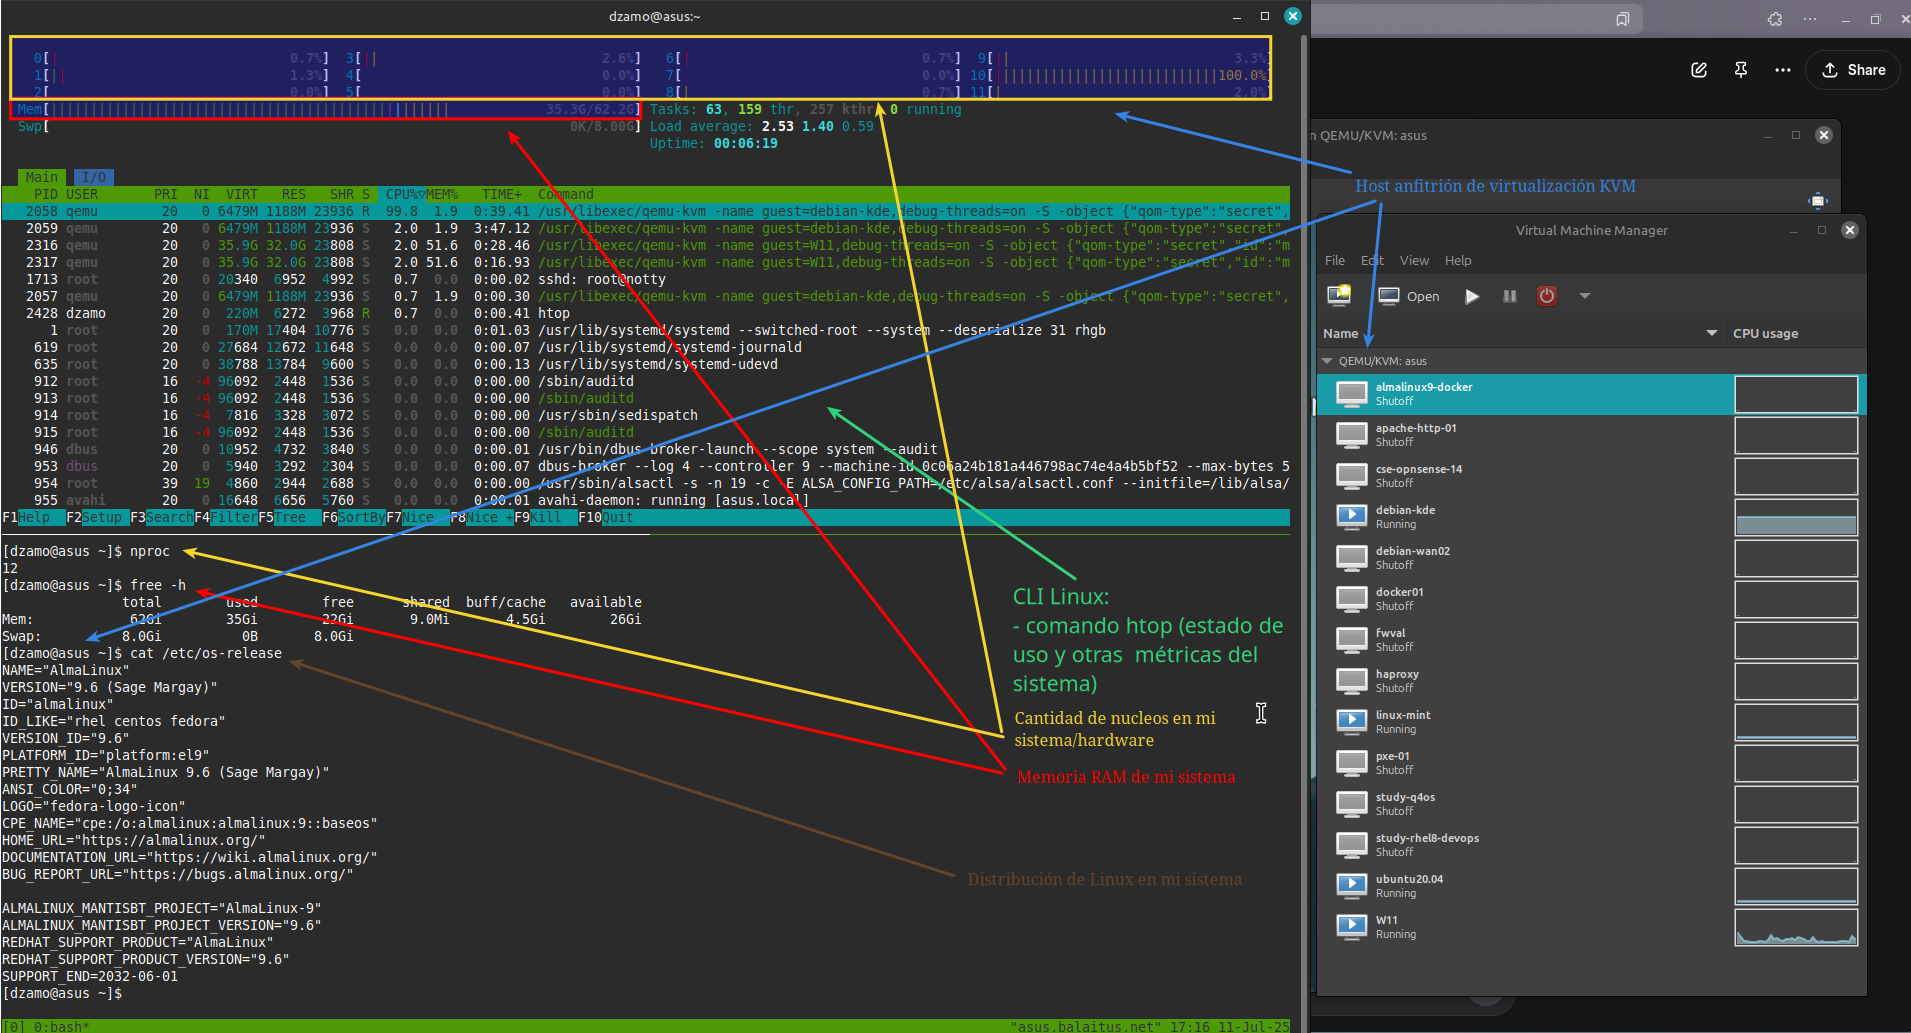 dzamo@asus:~
0[| 0.7%] 3[|| 2.6%] 6[| 0.7%] 9[|| 3.3%]
1[|| 1.3%] 4[ 0.0%] 7[ 0.0%] 10[||||||||||||||||||||||||||100.0%]
2[ 0.0%] 5[ 0.0%] 8[| 0.7%] 11[| 2.0%]
Mem[|||||||||||||||||||||||||||||||||||||||||||||||||| 35.3G/62.2G] Tasks: 63, 159 thr, 257 kthr; 0 running
Swp[ 0K/8.00G] Load average: 2.53 1.40 0.59
Uptime: 00:06:19
Main I/O
PID USER PRI NI VIRT RES SHR S CPU%▽MEM% TIME+ Command
2058 qemu 20 0 6479M 1188M 23936 R 99.8 1.9 0:39.41 /usr/libexec/qemu-kvm -name guest=debian-kde,debug-threads=on -S -object {"qom-type":"secret",
2059 qemu 20 0 6479M 1188M 23936 S 2.0 1.9 3:47.12 /usr/libexec/qemu-kvm -name guest=debian-kde,debug-threads=on -S -object {"qom-type":"secret",
2316 qemu 20 0 35.9G 32.0G 23808 S 2.0 51.6 0:28.46 /usr/libexec/qemu-kvm -name guest=W11,debug-threads=on -S -object {"qom-type":"secret","id":"m
2317 qemu 20 0 35.9G 32.0G 23808 S 2.0 51.6 0:16.93 /usr/libexec/qemu-kvm -name guest=W11,debug-threads=on -S -object {"qom-type":"secret","id":"m
1713 root 20 0 20340 6952 4992 S 0.7 0.0 0:00.02 sshd: root@notty
2057 qemu 20 0 6479M 1188M 23936 S 0.7 1.9 0:00.30 /usr/libexec/qemu-kvm -name guest=debian-kde,debug-threads=on -S -object {"qom-type":"secret",
2428 dzamo 20 0 220M 6272 3968 R 0.7 0.0 0:00.41 htop
1 root 20 0 170M 17404 10776 S 0.0 0.0 0:01.03 /usr/lib/systemd/systemd --switched-root --system --deserialize 31 rhgb
619 root 20 0 27684 12672 11648 S 0.0 0.0 0:00.07 /usr/lib/systemd/systemd-journald
635 root 20 0 38788 13784 9600 S 0.0 0.0 0:00.13 /usr/lib/systemd/systemd-udevd
912 root 16 -4 96092 2448 1536 S 0.0 0.0 0:00.00 /sbin/auditd
913 root 16 -4 96092 2448 1536 S 0.0 0.0 0:00.00 /sbin/auditd
914 root 16 -4 7816 3328 3072 S 0.0 0.0 0:00.00 /usr/sbin/sedispatch
915 root 16 -4 96092 2448 1536 S 0.0 0.0 0:00.00 /sbin/auditd
946 dbus 20 0 10952 4732 3840 S 0.0 0.0 0:00.01 /usr/bin/dbus-broker-launch --scope system --audit
953 dbus 20 0 5940 3292 2304 S 0.0 0.0 0:00.07 dbus-broker --log 4 --controller 9 --machine-id 0c06a24b181a446798ac74e4a4b5bf52 --max-bytes 5
954 root 39 19 4860 2944 2688 S 0.0 0.0 0:00.00 /usr/sbin/alsactl -s -n 19 -c -E ALSA_CONFIG_PATH=/etc/alsa/alsactl.conf --initfile=/lib/alsa/
955 avahi 20 0 16648 6656 5760 S 0.0 0.0 0:00.01 avahi-daemon: running [asus.local]
F1Help F2Setup F3SearchF4FilterF5Tree F6SortByF7Nice -F8Nice +F9Kill F10Quit
[dzamo@asus ~]$ nproc
12
[dzamo@asus ~]$ free -h
total used free shared buff/cache available
Mem: 62Gi 35Gi 22Gi 9.0Mi 4.5Gi 26Gi
Swap: 8.0Gi 0B 8.0Gi
[dzamo@asus ~]$ cat /etc/os-release
NAME="AlmaLinux"
VERSION="9.6 (Sage Margay)"
ID="almalinux"
ID_LIKE="rhel centos fedora"
VERSION_ID="9.6"
PLATFORM_ID="platform:el9"
PRETTY_NAME="AlmaLinux 9.6 (Sage Margay)"
ANSI_COLOR="0;34"
LOGO="fedora-logo-icon"
CPE_NAME="cpe:/o:almalinux:almalinux:9::baseos"
HOME_URL="https://almalinux.org/"
DOCUMENTATION_URL="https://wiki.almalinux.org/"
BUG_REPORT_URL="https://bugs.almalinux.org/"
ALMALINUX_MANTISBT_PROJECT="AlmaLinux-9"
ALMALINUX_MANTISBT_PROJECT_VERSION="9.6"
REDHAT_SUPPORT_PRODUCT="AlmaLinux"
REDHAT_SUPPORT_PRODUCT_VERSION="9.6"
SUPPORT_END=2032-06-01
[dzamo@asus ~]$
[0] 0:bash* "asus.balaitus.net" 17:16 11-Jul-25
CLI Linux:
- comando htop (estado de
uso y otras métricas del
sistema)
Cantidad de nucleos en mi
sistema/hardware
Memoria RAM de mi sistema
Distribución de Linux en mi sistema
Share
n QEMU/KVM: asus
Host anfitrión de virtualización KVM
Virtual Machine Manager
File Edit View Help
Open
Name CPU usage
QEMU/KVM: asus
almalinux9-docker
Shutoff
apache-http-01
Shutoff
cse-opnsense-14
Shutoff
debian-kde
Running
debian-wan02
Shutoff
docker01
Shutoff
fwval
Shutoff
haproxy
Shutoff
linux-mint
Running
pxe-01
Shutoff
study-q4os
Shutoff
study-rhel8-devops
Shutoff
ubuntu20.04
Running
W11
Running